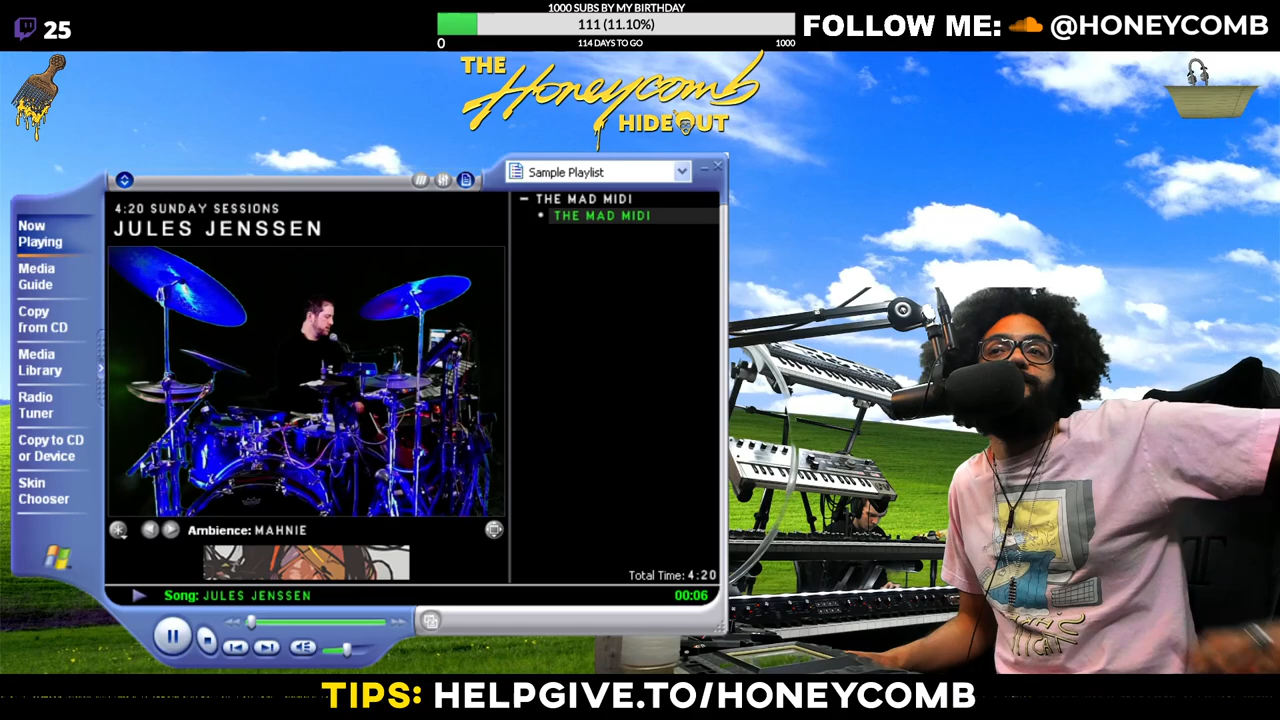 25
1000 SUBS BY MY BIRTHDAY
111 (11.10%)
0
114 DAYS TO GO
1000
FOLLOW ME: @HONEYCOMB
THE
Honeycomb
HIDEOUT
Sample Playlist
4:20 SUNDAY SESSIONS
JULES JENSSEN
THE MAD MIDI
THE MAD MIDI
Now
Playing
Media
Guide
Copy
from CD
Media
Library
Radio
Tuner
Copy to CD
or Device
Skin
Chooser
Ambience: MAHNIE
Total Time: 4:20
Song: JULES JENSSEN
00:06
TIPS: HELPGIVE.TO/HONEYCOMB